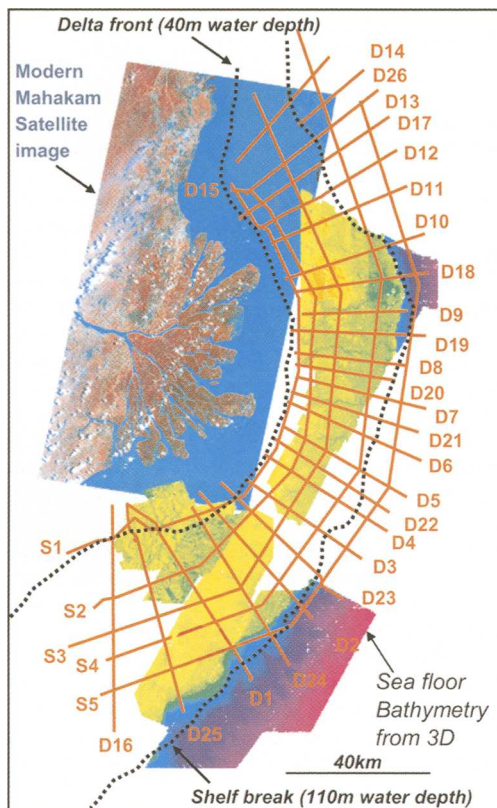 Delta front (40m water depth)
Modern
Mahakam
Satellite
image
D14
D26
D13
D17
D12
D15
D11
D10
D18
D9
D19
D8
D20
D7
D21
D6
D5
D22
D4
D3
D23
S1
S2
S3
S4
S5
D16
D25
D1
D24
D2
Sea floor
Bathymetry
from 3D
40km
Shelf break (110m water depth)